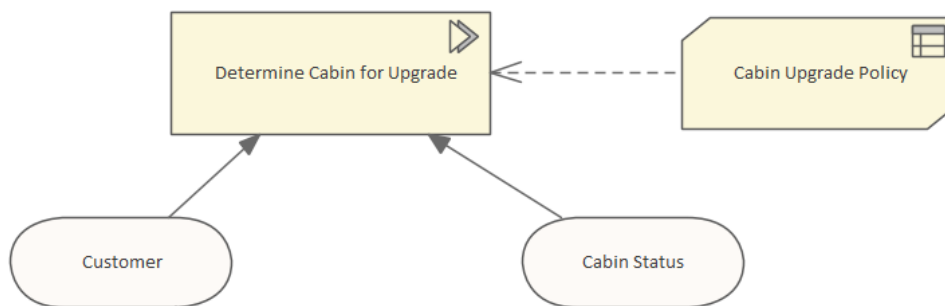 Determine Cabin for Upgrade
Cabin Upgrade Policy
Customer
Cabin Status